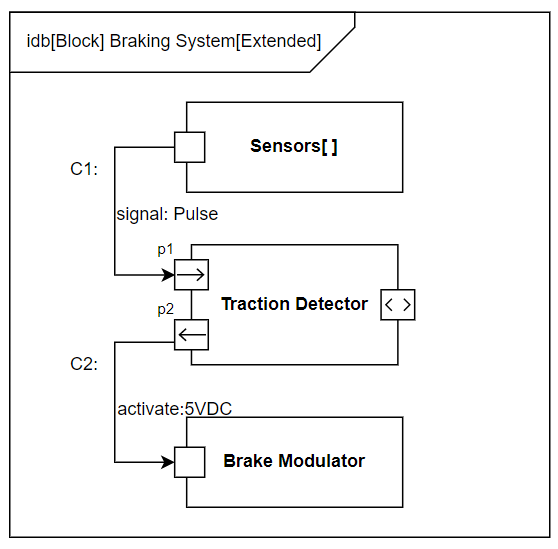 idb[Block] Braking System[Extended]
Sensors[ ]
C1:
signal: Pulse
p1
Traction Detector
< >
p2
C2:
activate:5VDC
Brake Modulator